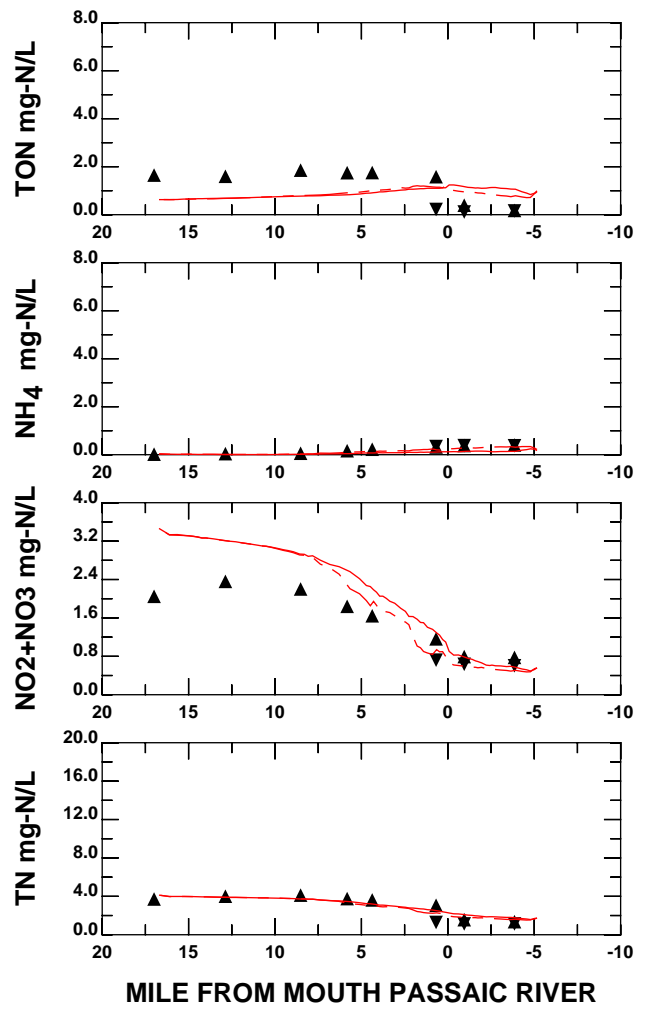 8.0
6.0
4.0
2.0
0.0
TON mg-N/L
20 15 10 5 0 -5 -10
8.0
6.0
4.0
2.0
0.0
NH4 mg-N/L
20 15 10 5 0 -5 -10
4.0
3.2
2.4
1.6
0.8
0.0
NO2+NO3 mg-N/L
20 15 10 5 0 -5 -10
20.0
16.0
12.0
8.0
4.0
0.0
TN mg-N/L
20 15 10 5 0 -5 -10
MILE FROM MOUTH PASSAIC RIVER